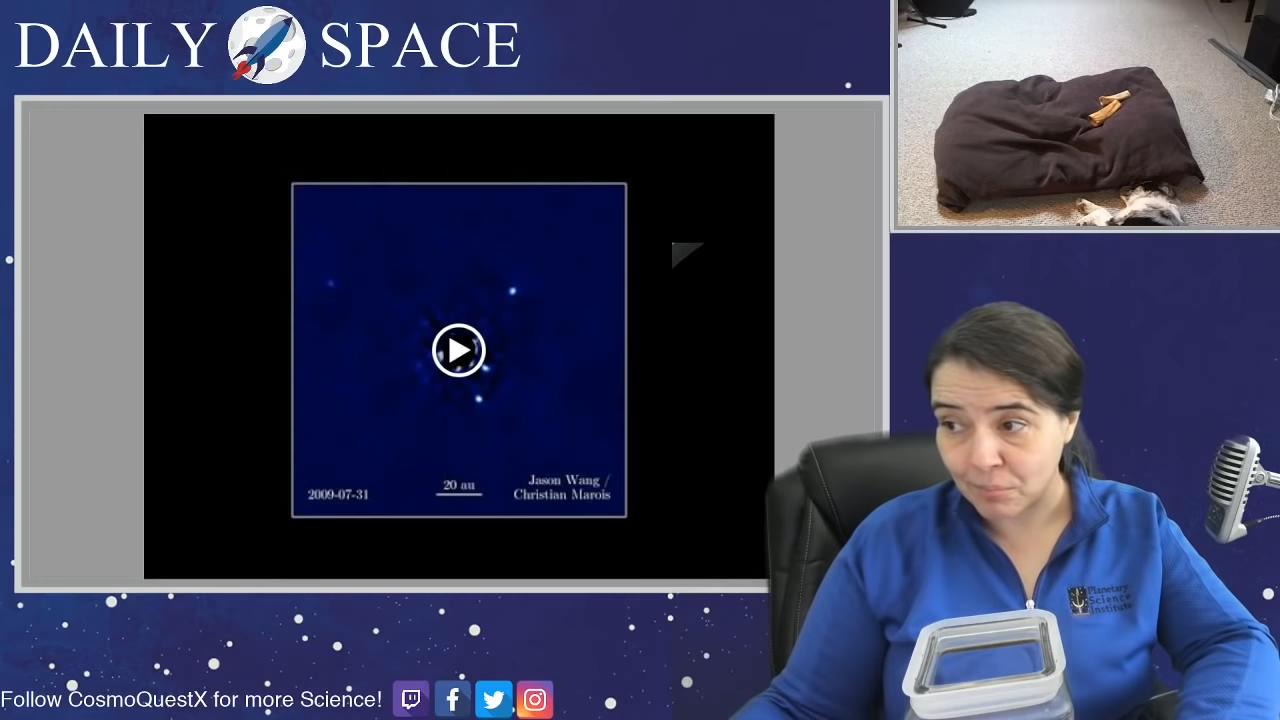 DAILY SPACE
2009-07-31
20 au
Jason Wang /
Christian Marois
Planetary
Science
Institute
Follow CosmoQuestX for more Science!